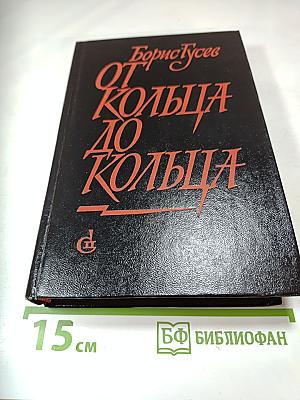 Борис Гусев
ОТ
КОЛЬЦА
ДО
КОЛЬЦА
15 см
БФ БИБЛИОФАН